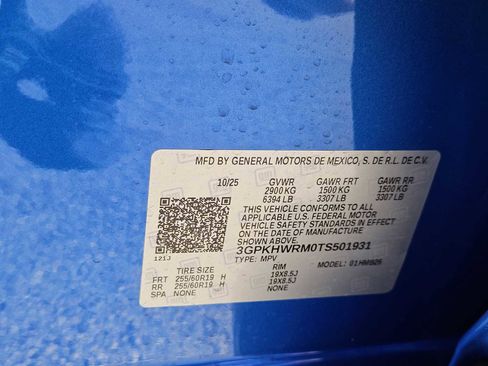 MFD BY GENERAL MOTORS DE MEXICO, S. DE R.L. DE C.V.
10/25 GVWR GAWR FRT GAWR RR
2900 KG 1500 KG 1500 KG
6394 LB 3307 LB 3307 LB
THIS VEHICLE CONFORMS TO ALL
APPLICABLE U.S. FEDERAL MOTOR
VEHICLE SAFETY STANDARDS IN EFFECT
ON THE DATE OF MANUFACTURE
SHOWN ABOVE.
3GPKHWRM0TS501931
121J TYPE: MPV MODEL: 01HMB26
TIRE SIZE RIM
FRT 255/60R19 H 19X8.5J
RR 255/60R19 H 19X8.5J
SPA NONE NONE